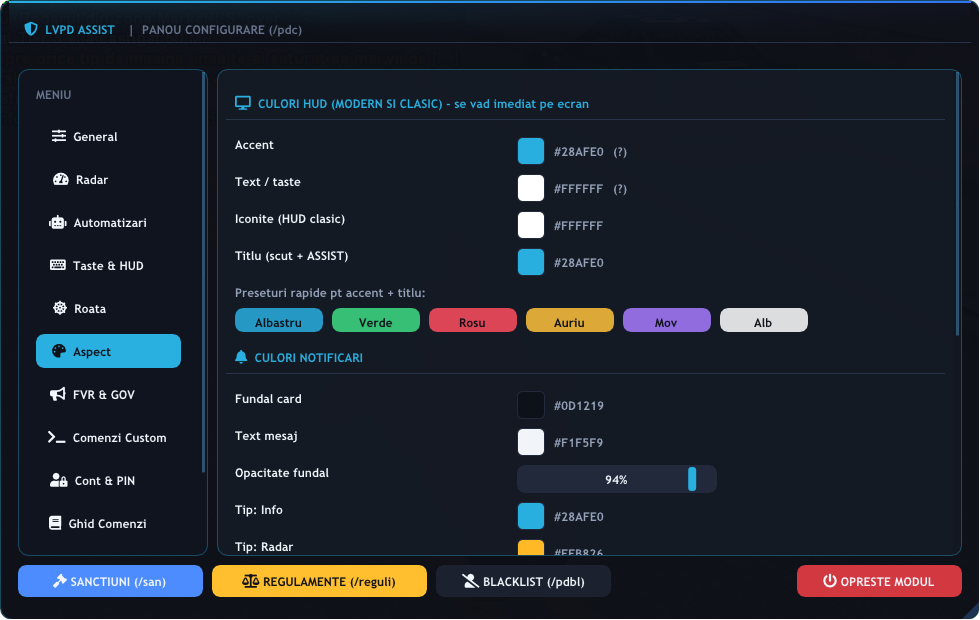 LVPD ASSIST | PANOU CONFIGURARE (/pdc)
MENIU
General
Radar
Automatizari
Taste & HUD
Roata
Aspect
FVR & GOV
Comenzi Custom
Cont & PIN
Ghid Comenzi
CULORI HUD (MODERN SI CLASIC) - se vad imediat pe ecran
Accent #28AFE0 (?)
Text / taste #FFFFFF (?)
Iconite (HUD clasic) #FFFFFF
Titlu (scut + ASSIST) #28AFE0
Preseturi rapide pt accent + titlu:
Albastru Verde Rosu Auriu Mov Alb
CULORI NOTIFICARI
Fundal card #0D1219
Text mesaj #F1F5F9
Opacitate fundal 94%
Tip: Info #28AFE0
Tip: Radar
SANCTIUNI (/san) REGULAMENTE (/reguli) BLACKLIST (/pdbl) OPRESTE MODUL